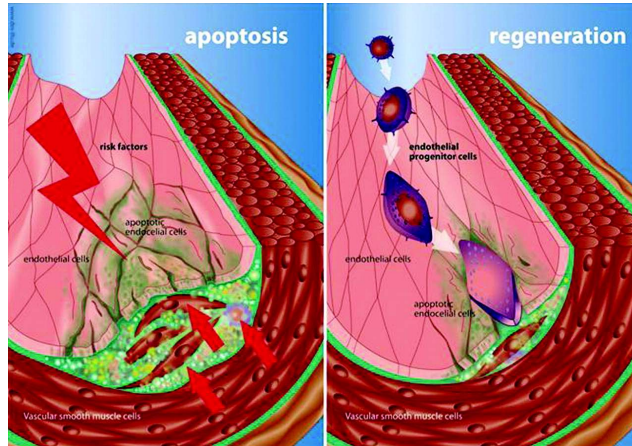 apoptosis
risk factors
apoptotic
endocelial cells
endothelial cells
Vascular smooth muscle cells
regeneration
endothelial
progenitor cells
endothelial cells
apoptotic
endocelial cells
Vascular smooth muscle cells